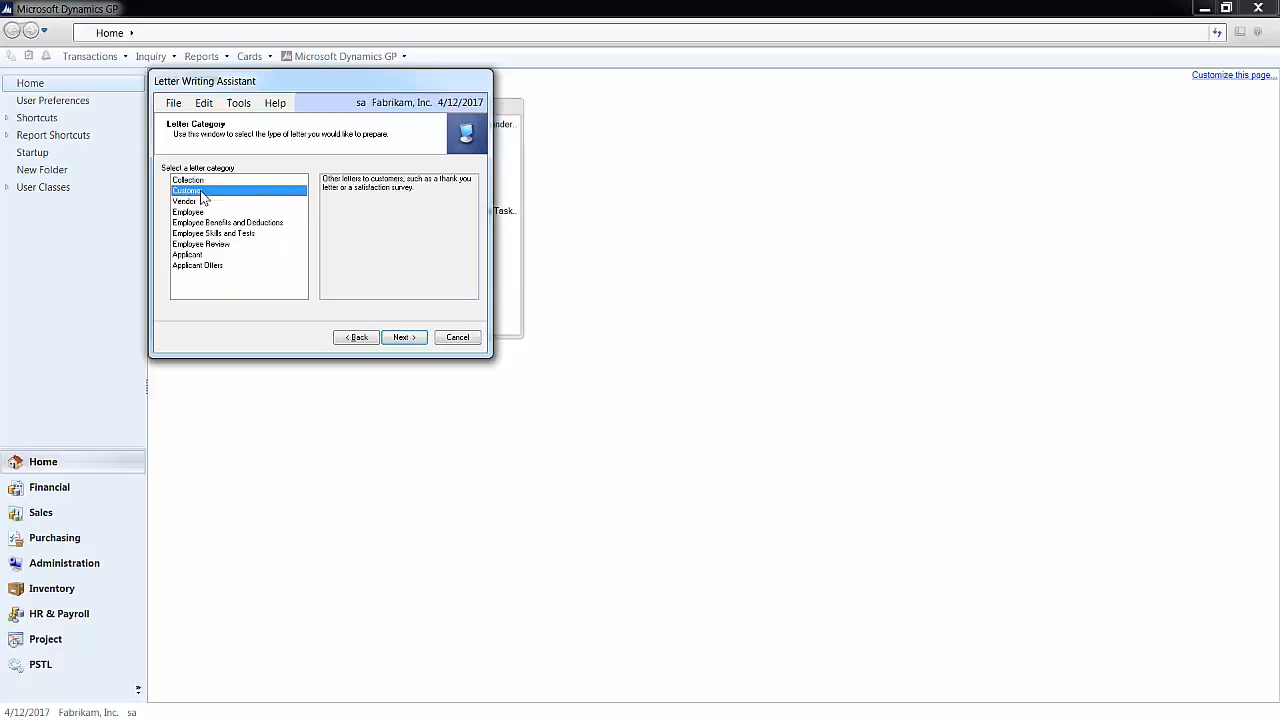 Microsoft Dynamics GP
Home
Transactions Inquiry Reports Cards Microsoft Dynamics GP
Customize this page...
Home
User Preferences
Shortcuts
Report Shortcuts
Startup
New Folder
User Classes
Letter Writing Assistant
File Edit Tools Help sa Fabrikam, Inc. 4/12/2017
Letter Category
Use this window to select the type of letter you would like to prepare.
Select a letter category
Collection
Customer
Vendor
Employee
Employee Benefits and Deductions
Employee Skills and Tests
Employee Review
Applicant
Applicant Offers
Other letters to customers, such as a thank you
letter or a satisfaction survey.
< Back Next > Cancel
nder..
Task..
Home
Financial
Sales
Purchasing
Administration
Inventory
HR & Payroll
Project
PSTL
4/12/2017 Fabrikam, Inc. sa